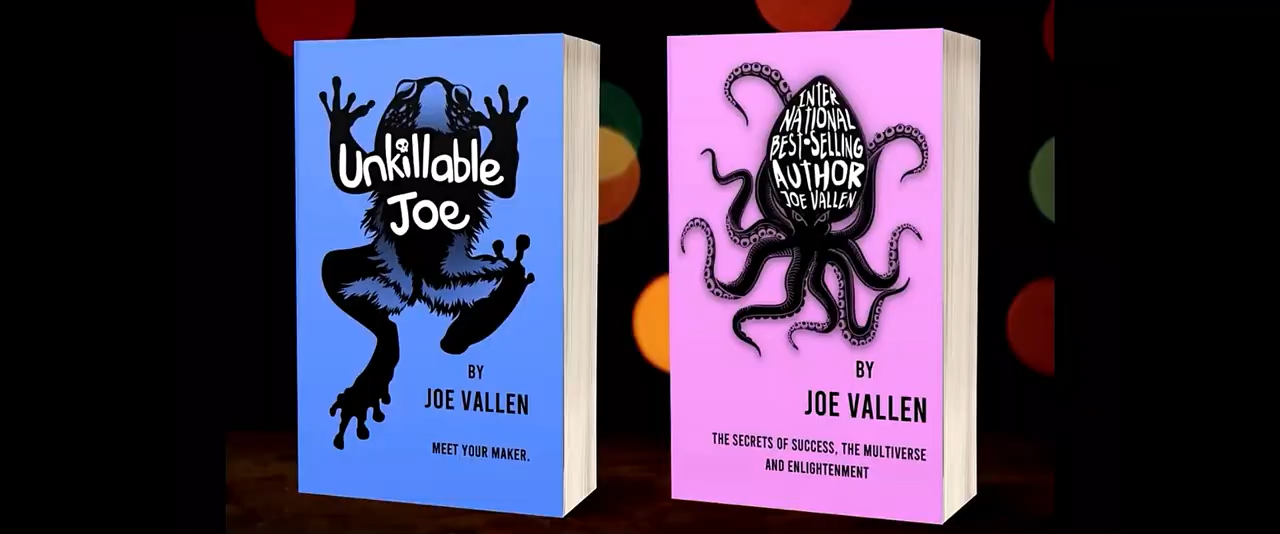 Unkillable
Joe
BY
JOE VALLEN
MEET YOUR MAKER.
INTER
NATIONAL
BEST-SELLING
AUTHOR
JOE VALLEN
BY
JOE VALLEN
THE SECRETS OF SUCCESS, THE MULTIVERSE
AND ENLIGHTENMENT